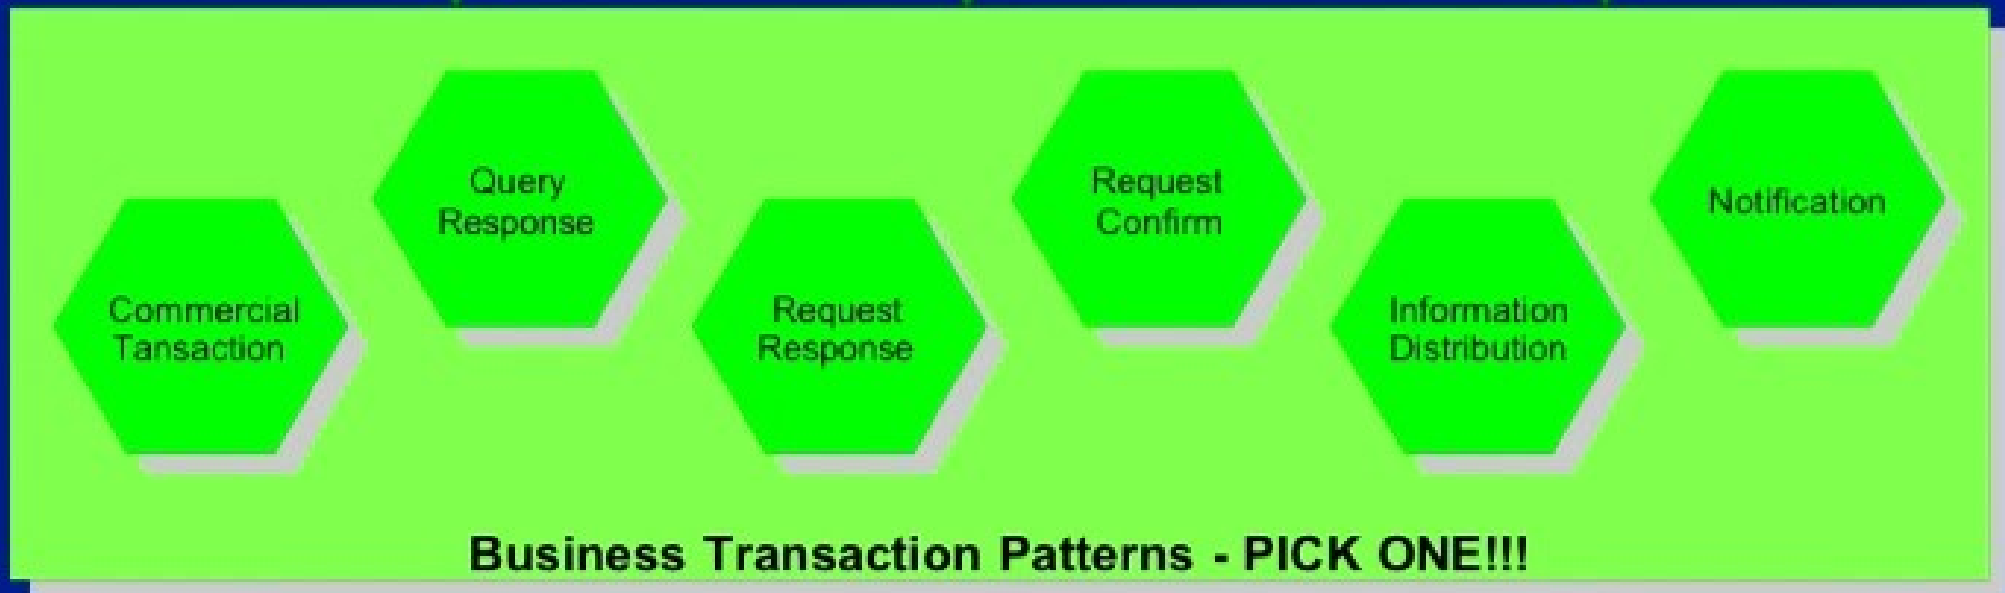 Commercial
Tansaction
Query
Response
Request
Response
Request
Confirm
Information
Distribution
Notification
Business Transaction Patterns - PICK ONE!!!